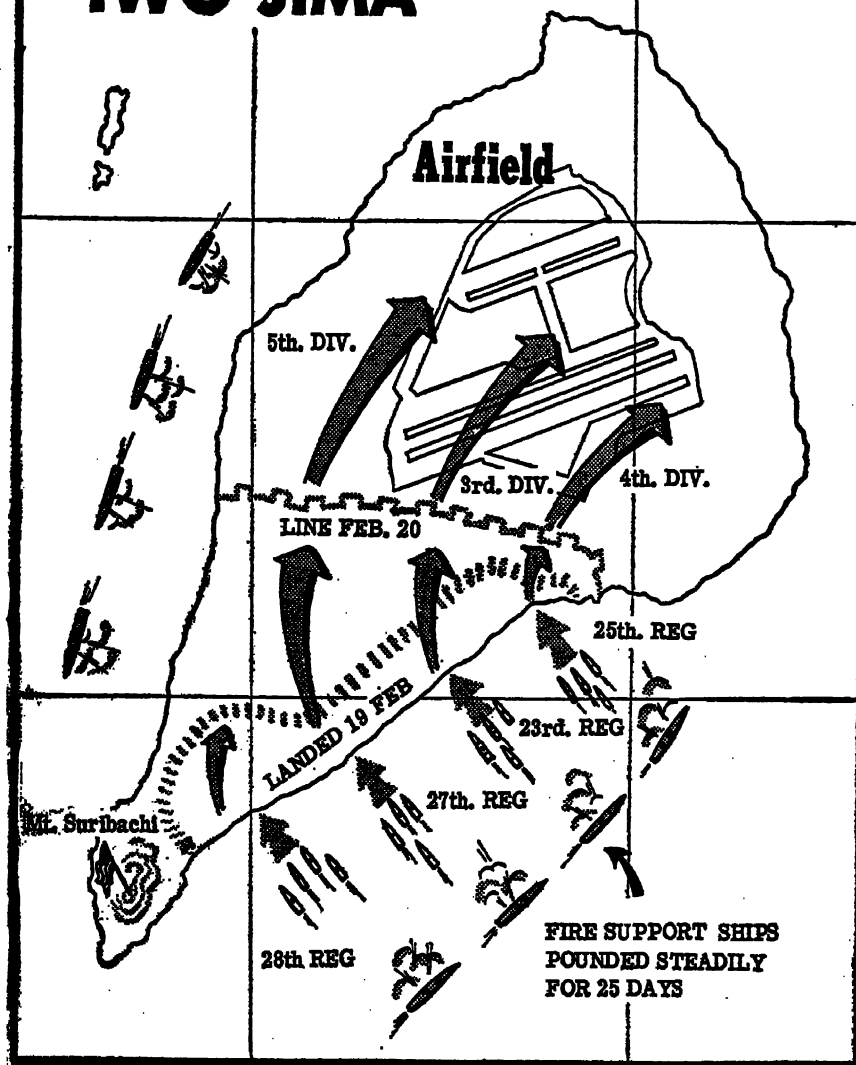 IWO JIMA
Airfield
5th. DIV.
3rd. DIV.
4th. DIV.
LINE FEB. 20
25th. REG
LANDED 19 FEB
23rd. REG
27th. REG
Mt. Suribachi
28th REG
FIRE SUPPORT SHIPS
POUNDED STEADILY
FOR 25 DAYS